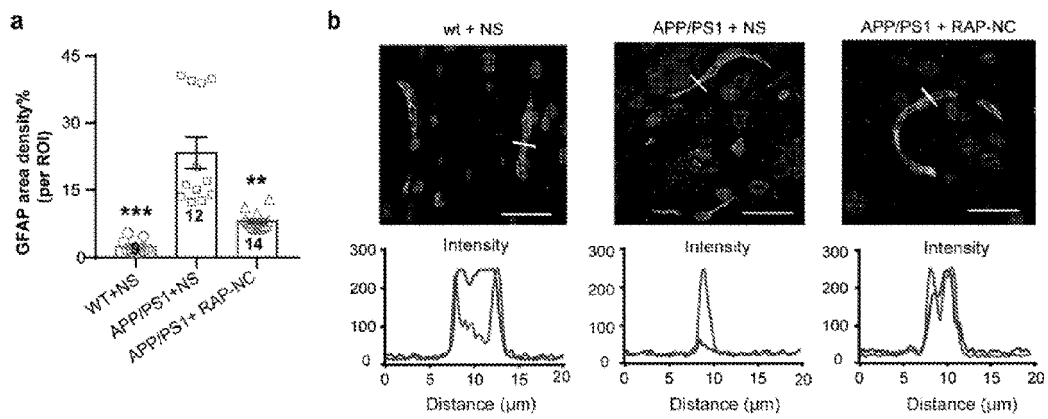 a
GFAP area density%
(per ROI)
45
30
15
0
***
**
9
12
14
WT+NS
APP/PS1+NS
APP/PS1+ RAP-NC
b
wt + NS
APP/PS1 + NS
APP/PS1 + RAP-NC
Intensity
300
200
100
0
0 5 10 15 20
Distance (µm)
Intensity
300
200
100
0
0 5 10 15 20
Distance (µm)
Intensity
300
200
100
0
0 5 10 15 20
Distance (µm)